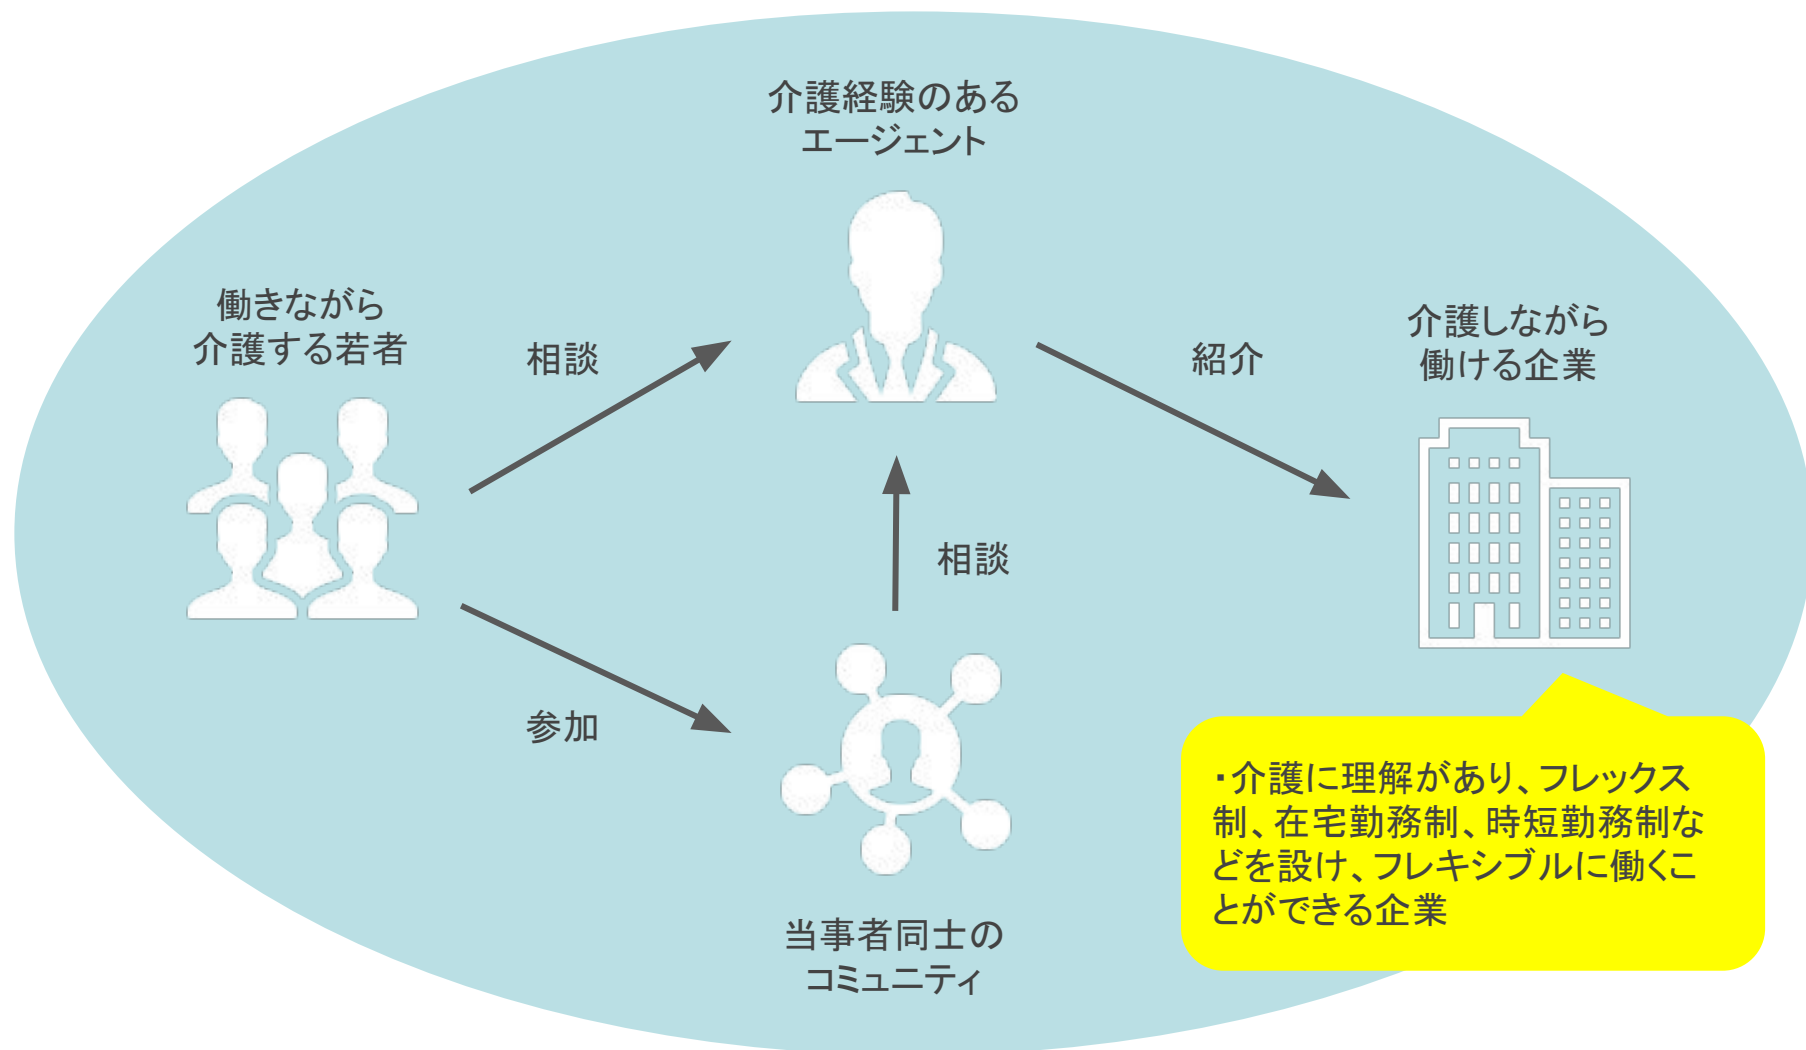 介護経験のある
エージェント
働きながら
介護する若者
相談
紹介
介護しながら
働ける企業
相談
参加
・介護に理解があり、フレックス
制、在宅勤務制、時短勤務制な
どを設け、フレキシブルに働くこ
とができる企業
当事者同士の
コミュニティ